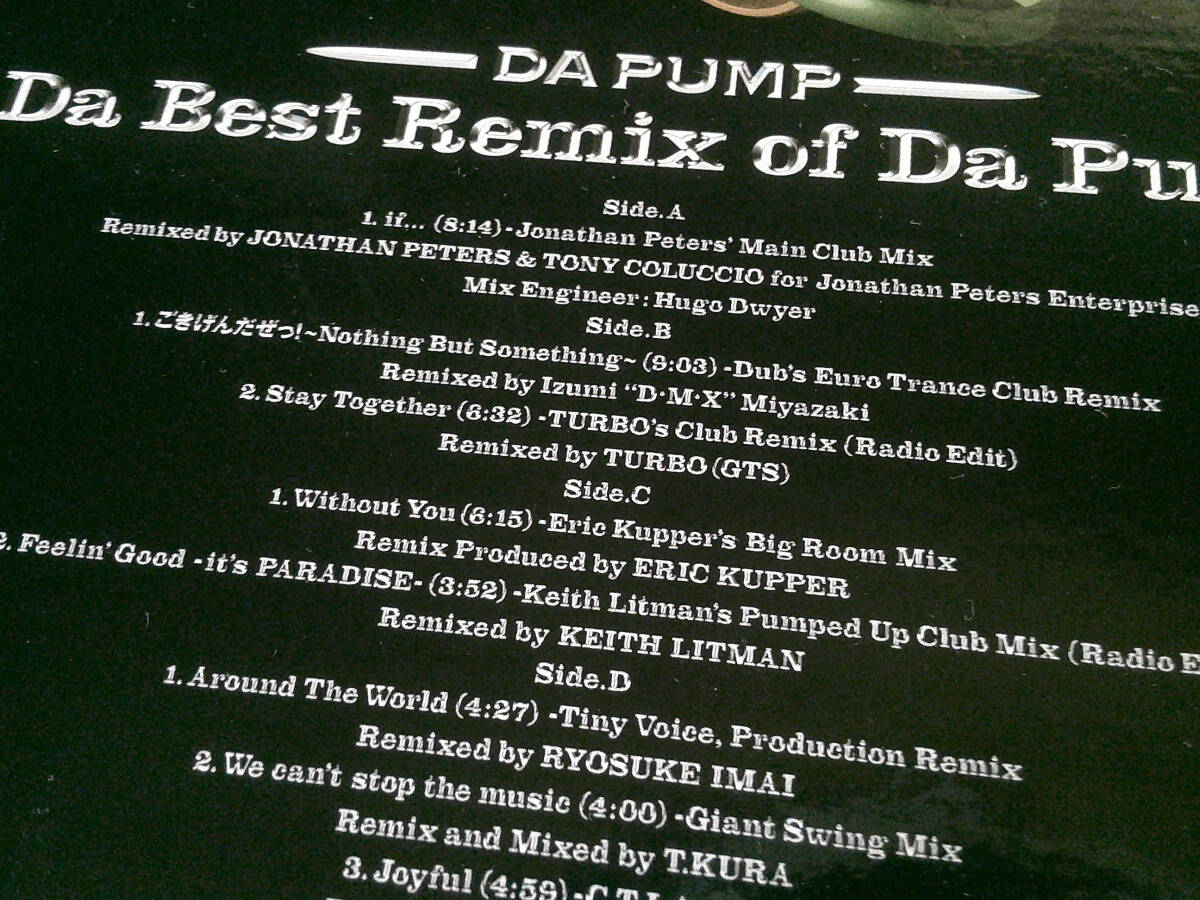 DA PUMP
Da Best Remix of Da Pu
Side.A
1. if... (8:14) -Jonathan Peters' Main Club Mix
Remixed by JONATHAN PETERS & TONY COLUCCIO for Jonathan Peters Enterprise
Mix Engineer: Hugo Dwyer
Side.B
1. ごきげんだぜっ!~Nothing But Something~ (9:03) -Dub's Euro Trance Club Remix
Remixed by Izumi “D·M·X” Miyazaki
2. Stay Together (6:32) -TURBO's Club Remix (Radio Edit)
Remixed by TURBO (GTS)
Side.C
1. Without You (6:15) -Eric Kupper's Big Room Mix
Remix Produced by ERIC KUPPER
2. Feelin' Good -it's PARADISE- (3:52) -Keith Litman's Pumped Up Club Mix (Radio E
Remixed by KEITH LITMAN
Side.D
1. Around The World (4:27) -Tiny Voice, Production Remix
Remixed by RYOSUKE IMAI
2. We can't stop the music (4:00) -Giant Swing Mix
Remix and Mixed by T.KURA
3. Joyful (4:59) -